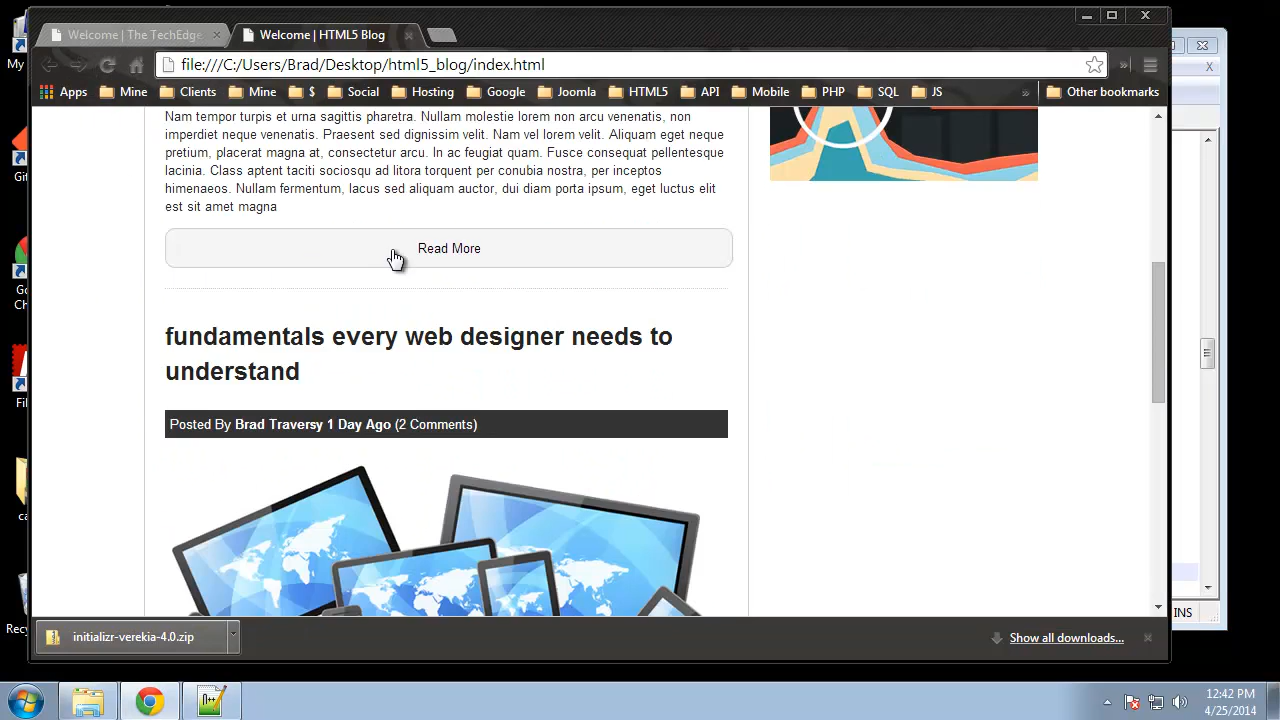 Welcome | The TechEdge
Welcome | HTML5 Blog
file:///C:/Users/Brad/Desktop/html5_blog/index.html
Apps Mine Clients Mine $ Social Hosting Google Joomla HTML5 API Mobile PHP SQL JS » Other bookmarks
My
Nam tempor turpis et urna sagittis pharetra. Nullam molestie lorem non arcu venenatis, non
imperdiet neque venenatis. Praesent sed dignissim velit. Nam vel lorem velit. Aliquam eget neque
pretium, placerat magna at, consectetur arcu. In ac feugiat quam. Fusce consequat pellentesque
lacinia. Class aptent taciti sociosqu ad litora torquent per conubia nostra, per inceptos
himenaeos. Nullam fermentum, lacus sed aliquam auctor, dui diam porta ipsum, eget luctus elit
est sit amet magna
Read More
Git
Go
Ch
fundamentals every web designer needs to
understand
Fil
Posted By Brad Traversy 1 Day Ago (2 Comments)
ca
Recy
INS
initializr-verekia-4.0.zip
Show all downloads...
12:42 PM
4/25/2014